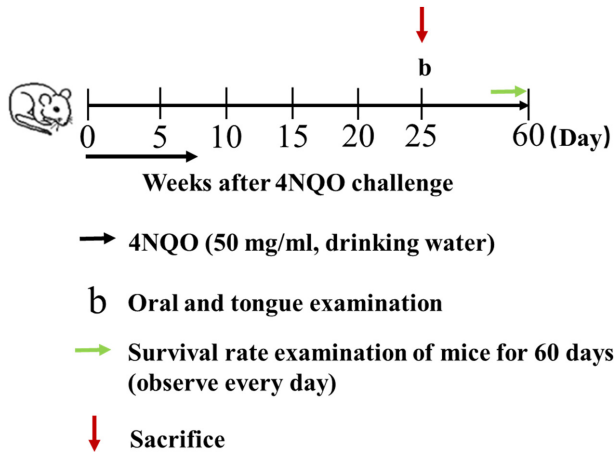 b
0 5 10 15 20 25 60 (Day)
Weeks after 4NQO challenge
4NQO (50 mg/ml, drinking water)
b Oral and tongue examination
Survival rate examination of mice for 60 days
(observe every day)
Sacrifice